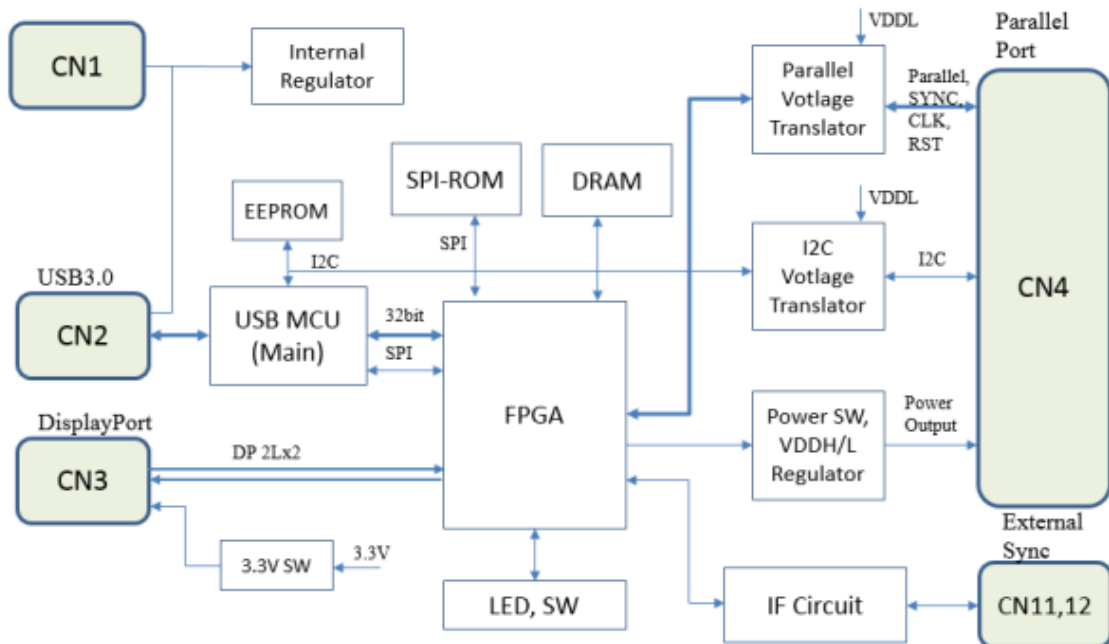 VDDL
Parallel
Port
CN1
Internal
Regulator
Parallel
Votlage
Translator
Parallel,
SYNC,
CLK,
RST
SPI-ROM
DRAM
EEPROM
VDDL
SPI
I2C
I2C
Votlage
Translator
I2C
CN4
USB3.0
CN2
USB MCU
(Main)
32bit
SPI
FPGA
Power SW,
VDDH/L
Regulator
Power
Output
DisplayPort
CN3
DP 2Lx2
External
Sync
3.3V SW
3.3V
LED, SW
IF Circuit
CN11,12